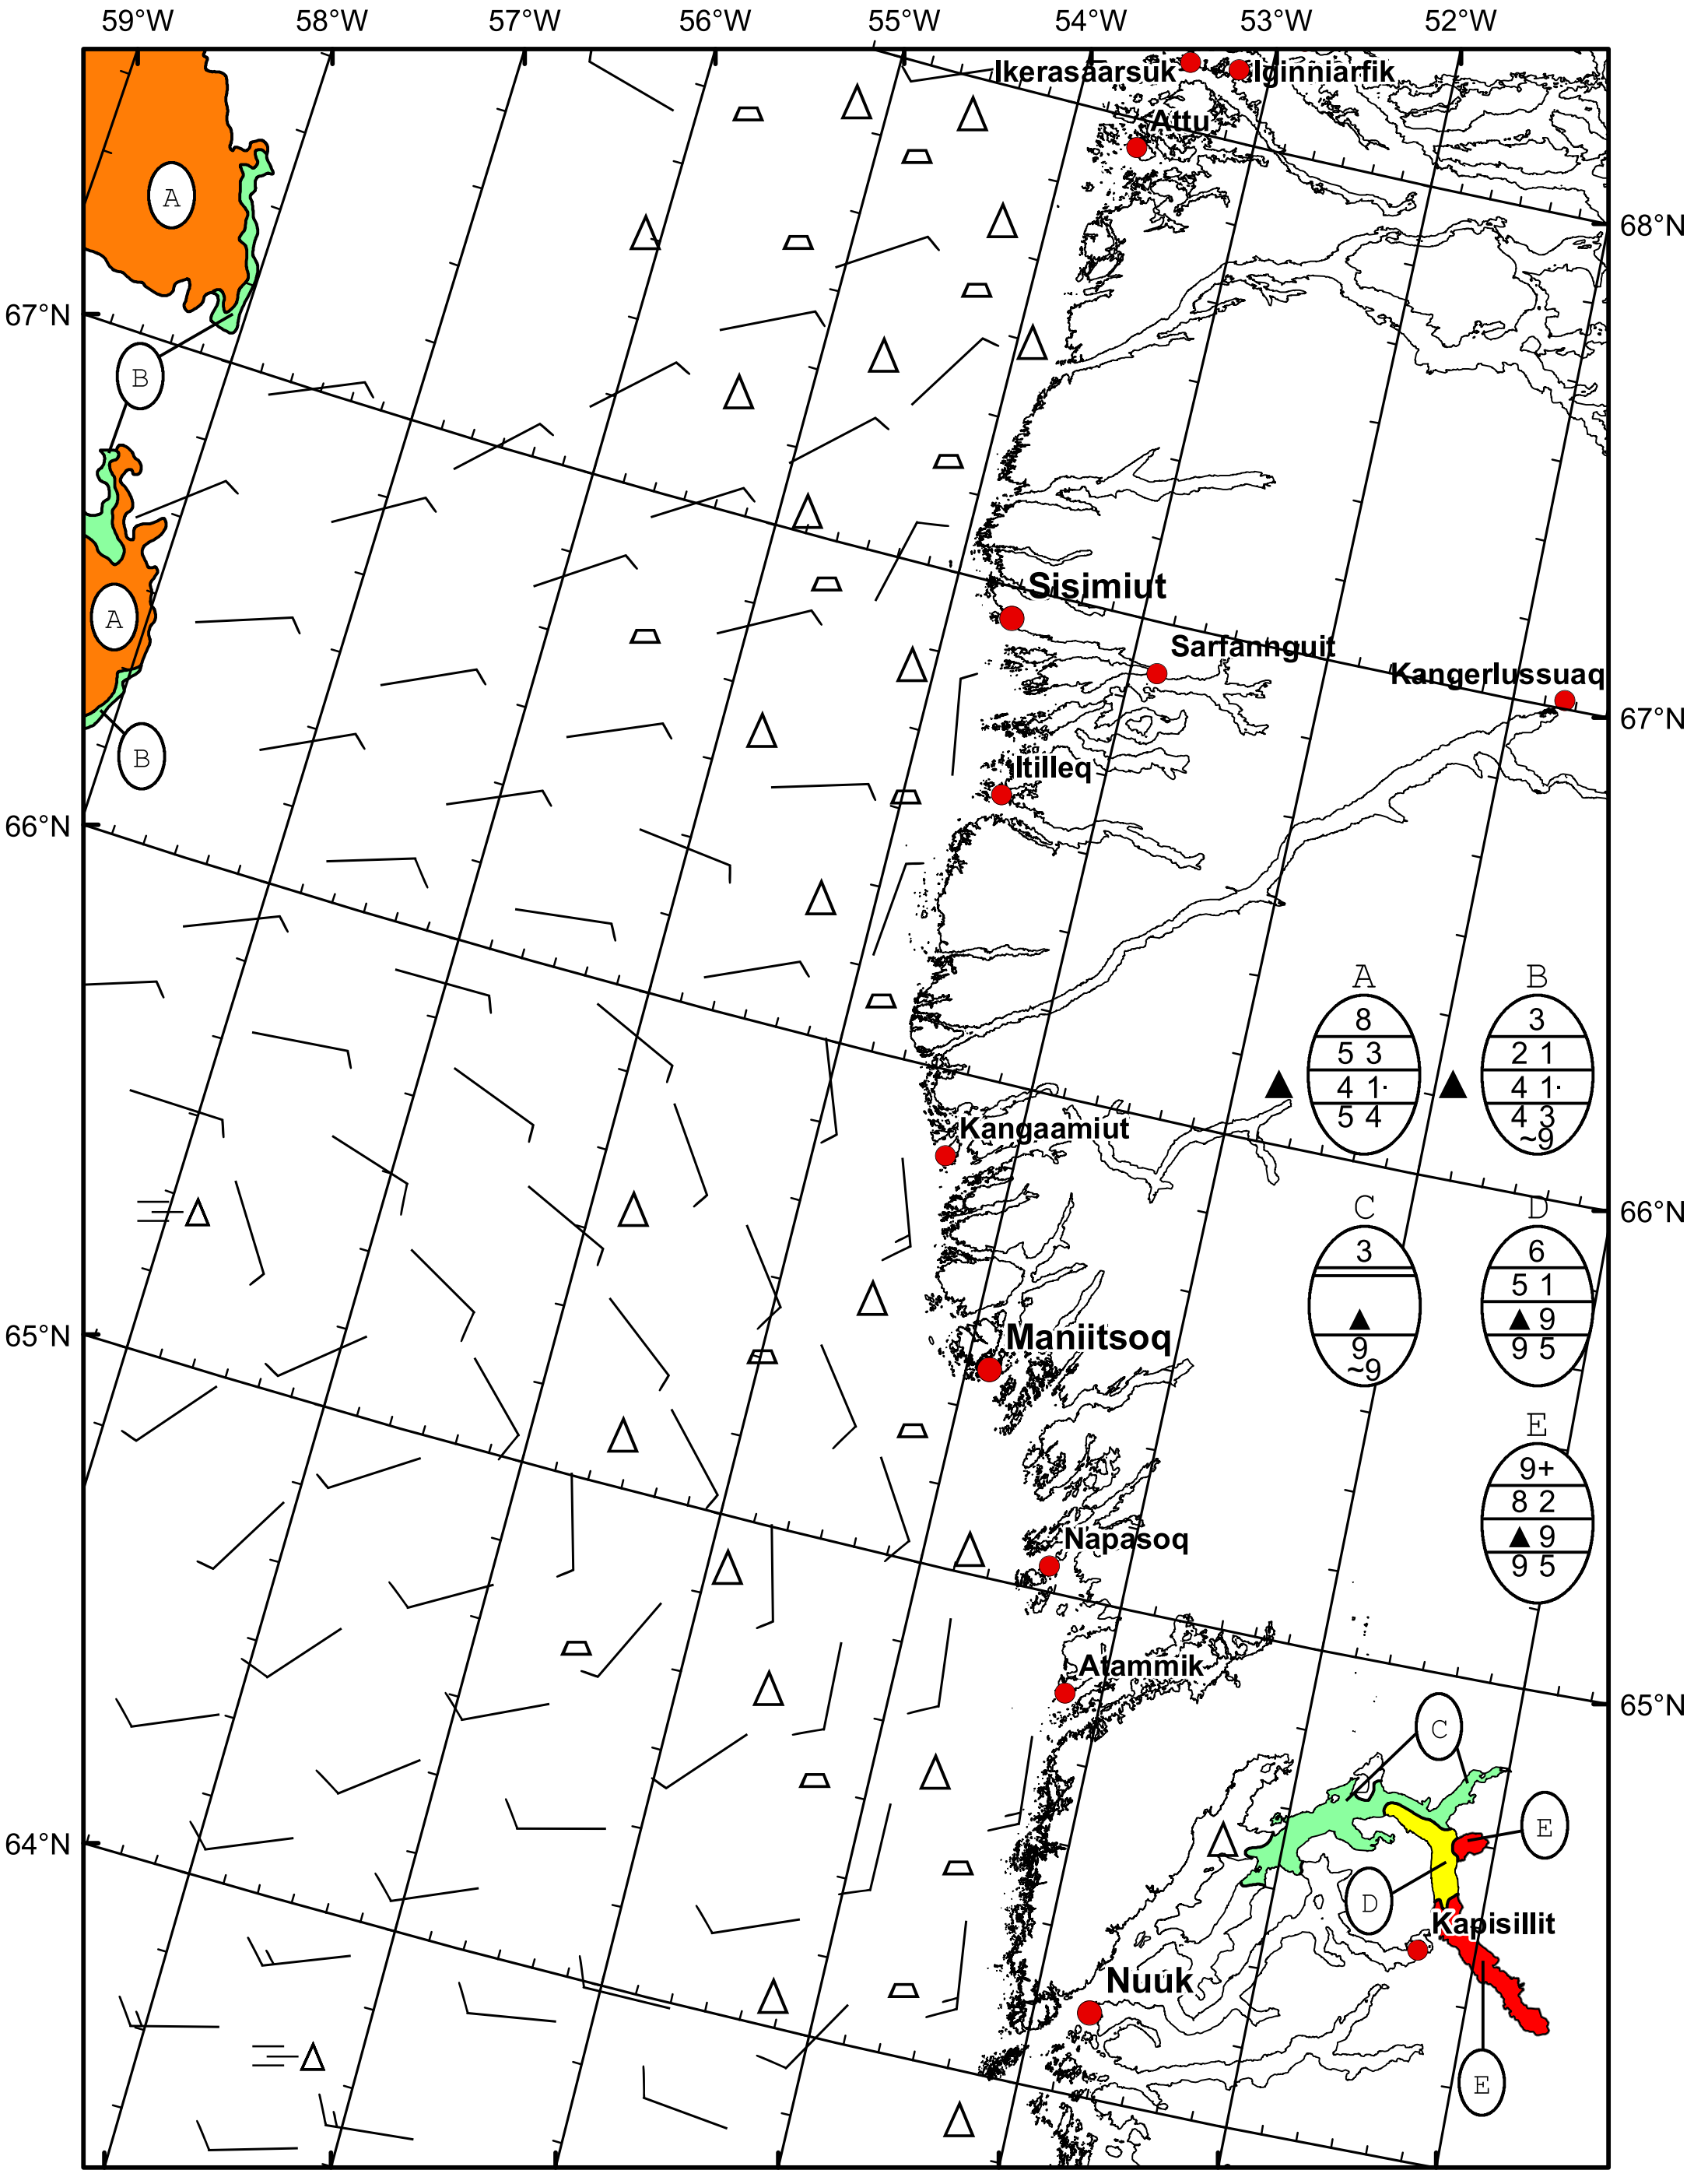 59°W 58°W 57°W 56°W 55°W 54°W 53°W 52°W
Ikerasaarsuk Iginniarfik
Attu
A
68°N
67°N
B
Sisimiut
A
Sarfannguit
Kangerlussuaq
67°N
B
Itilleq
66°N
A B
8 3
5 3 2 1
4 1· 4 1·
5 4 4 3
~9
Kangaamiut
66°N
C D
3 6
5 1
▲ ▲ 9
9 9 5
~9
65°N
Maniitsoq
E
9+
8 2
▲ 9
9 5
Napasoq
Atammik
65°N
C
D
64°N
E
D
Kapisillit
Nuuk
E